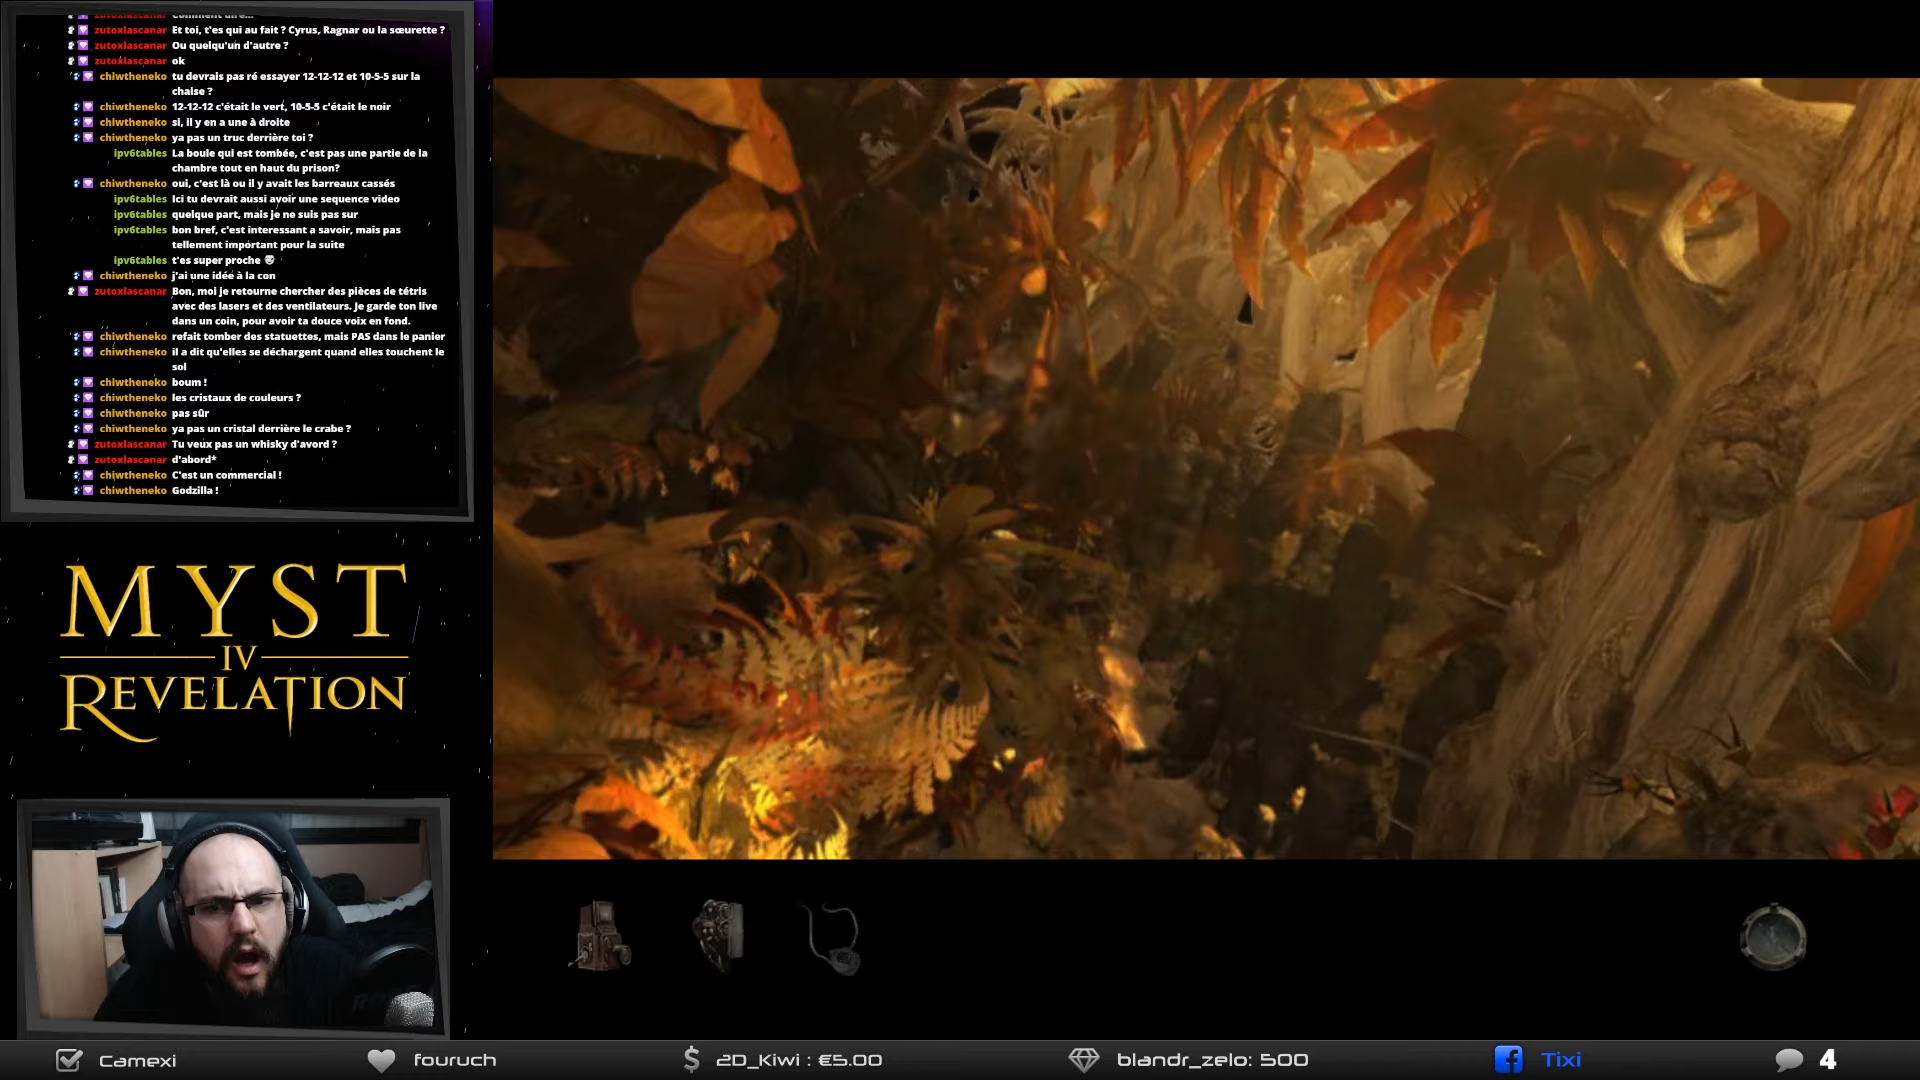 zutoxlascanar Comment dire...
zutoxlascanar Et toi, t'es qui au fait ? Cyrus, Ragnar ou la sœurette ?
zutoxlascanar Ou quelqu'un d'autre ?
zutoxlascanar ok
chiwtheneko tu devrais pas ré essayer 12-12-12 et 10-5-5 sur la
chaise ?
chiwtheneko 12-12-12 c'était le vert, 10-5-5 c'était le noir
chiwtheneko si, il y en a une à droite
chiwtheneko ya pas un truc derrière toi ?
ipv6tables La boule qui est tombée, c'est pas une partie de la
chambre tout en haut du prison?
chiwtheneko oui, c'est là ou il y avait les barreaux cassés
ipv6tables Ici tu devrait aussi avoir une sequence video
ipv6tables quelque part, mais je ne suis pas sur
ipv6tables bon bref, c'est interessant a savoir, mais pas
tellement important pour la suite
ipv6tables t'es super proche
chiwtheneko j'ai une idée à la con
zutoxlascanar Bon, moi je retourne chercher des pièces de tétris
avec des lasers et des ventilateurs. Je garde ton live
dans un coin, pour avoir ta douce voix en fond.
chiwtheneko refait tomber des statuettes, mais PAS dans le panier
chiwtheneko il a dit qu'elles se déchargent quand elles touchent le
sol
chiwtheneko boum !
chiwtheneko les cristaux de couleurs ?
chiwtheneko pas sûr
chiwtheneko ya pas un cristal derrière le crabe ?
zutoxlascanar Tu veux pas un whisky d'avord ?
zutoxlascanar d'abord*
chiwtheneko C'est un commercial !
chiwtheneko Godzilla !
MYST
IV
REVELATION
Camexi fouruch 2D_Kiwi : €5.00 blandr_zelo: 500 Tixi 4